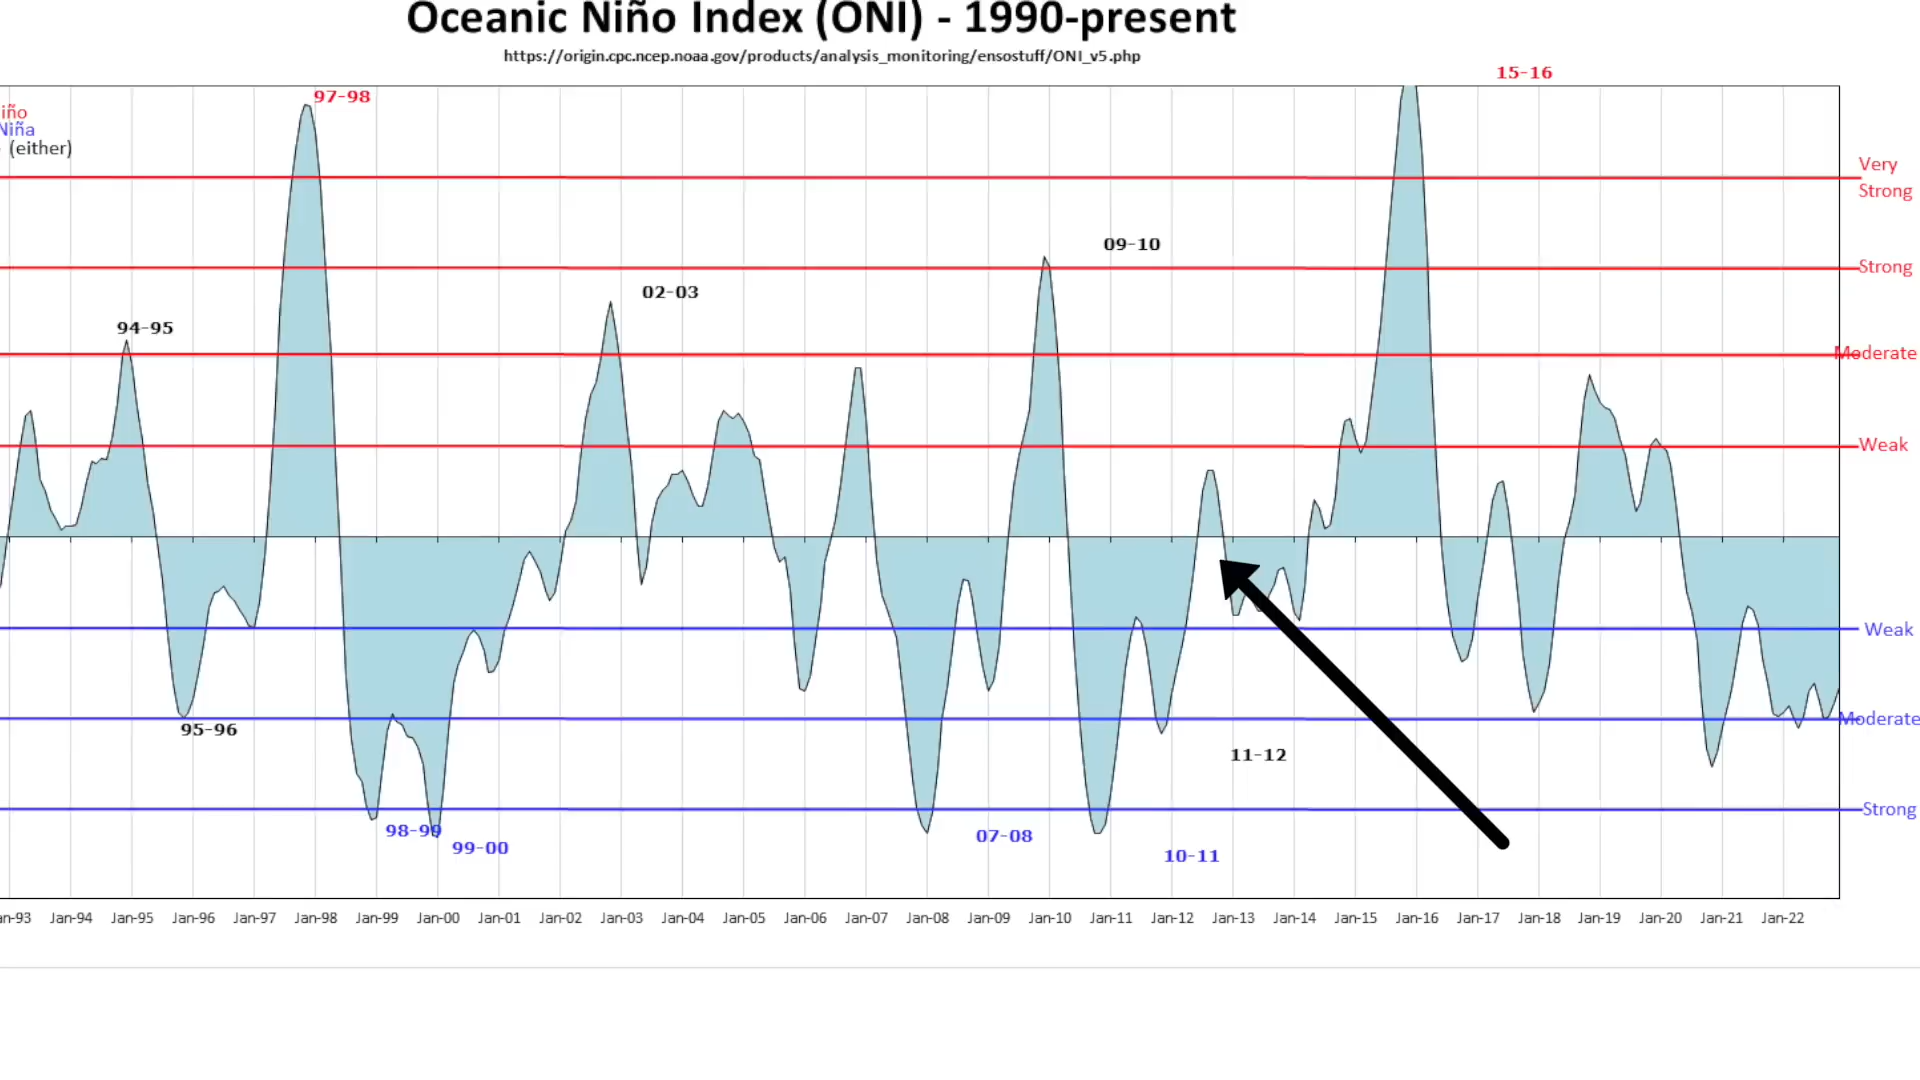 Oceanic Niño Index (ONI) - 1990-present
https://origin.cpc.ncep.noaa.gov/products/analysis_monitoring/ensostuff/ONI_v5.php
15-16
97-98
iño
Niña
(either)
Very
Strong
09-10
Strong
02-03
94-95
Moderate
Weak
Weak
Moderate
95-96
11-12
Strong
98-99
07-08
99-00
10-11
an-93 Jan-94 Jan-95 Jan-96 Jan-97 Jan-98 Jan-99 Jan-00 Jan-01 Jan-02 Jan-03 Jan-04 Jan-05 Jan-06 Jan-07 Jan-08 Jan-09 Jan-10 Jan-11 Jan-12 Jan-13 Jan-14 Jan-15 Jan-16 Jan-17 Jan-18 Jan-19 Jan-20 Jan-21 Jan-22